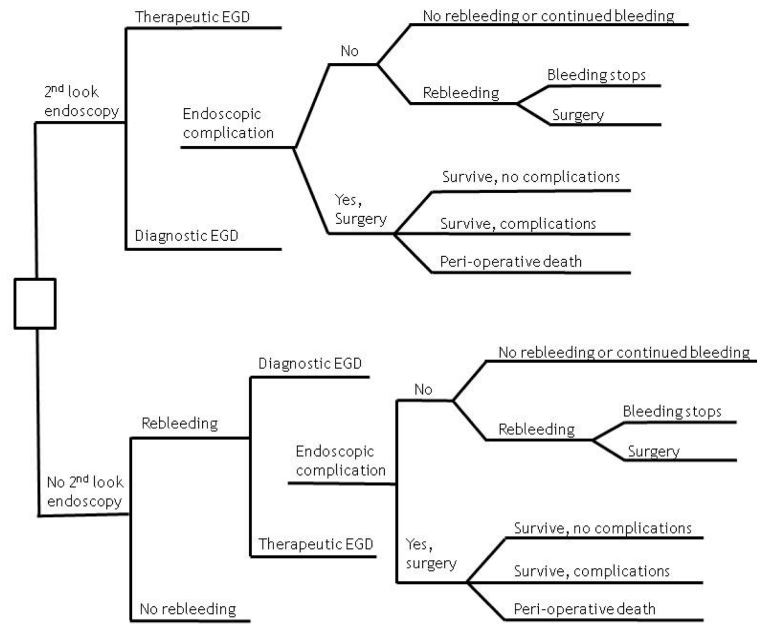 Therapeutic EGD
No rebleeding or continued bleeding
No
2nd look
endoscopy
Rebleeding
Bleeding stops
Surgery
Endoscopic
complication
Yes,
Surgery
Survive, no complications
Survive, complications
Peri-operative death
Diagnostic EGD
No 2nd look
endoscopy
Rebleeding
Diagnostic EGD
No rebleeding or continued bleeding
No
Rebleeding
Bleeding stops
Surgery
Endoscopic
complication
Therapeutic EGD
Yes,
surgery
Survive, no complications
Survive, complications
Peri-operative death
No rebleeding